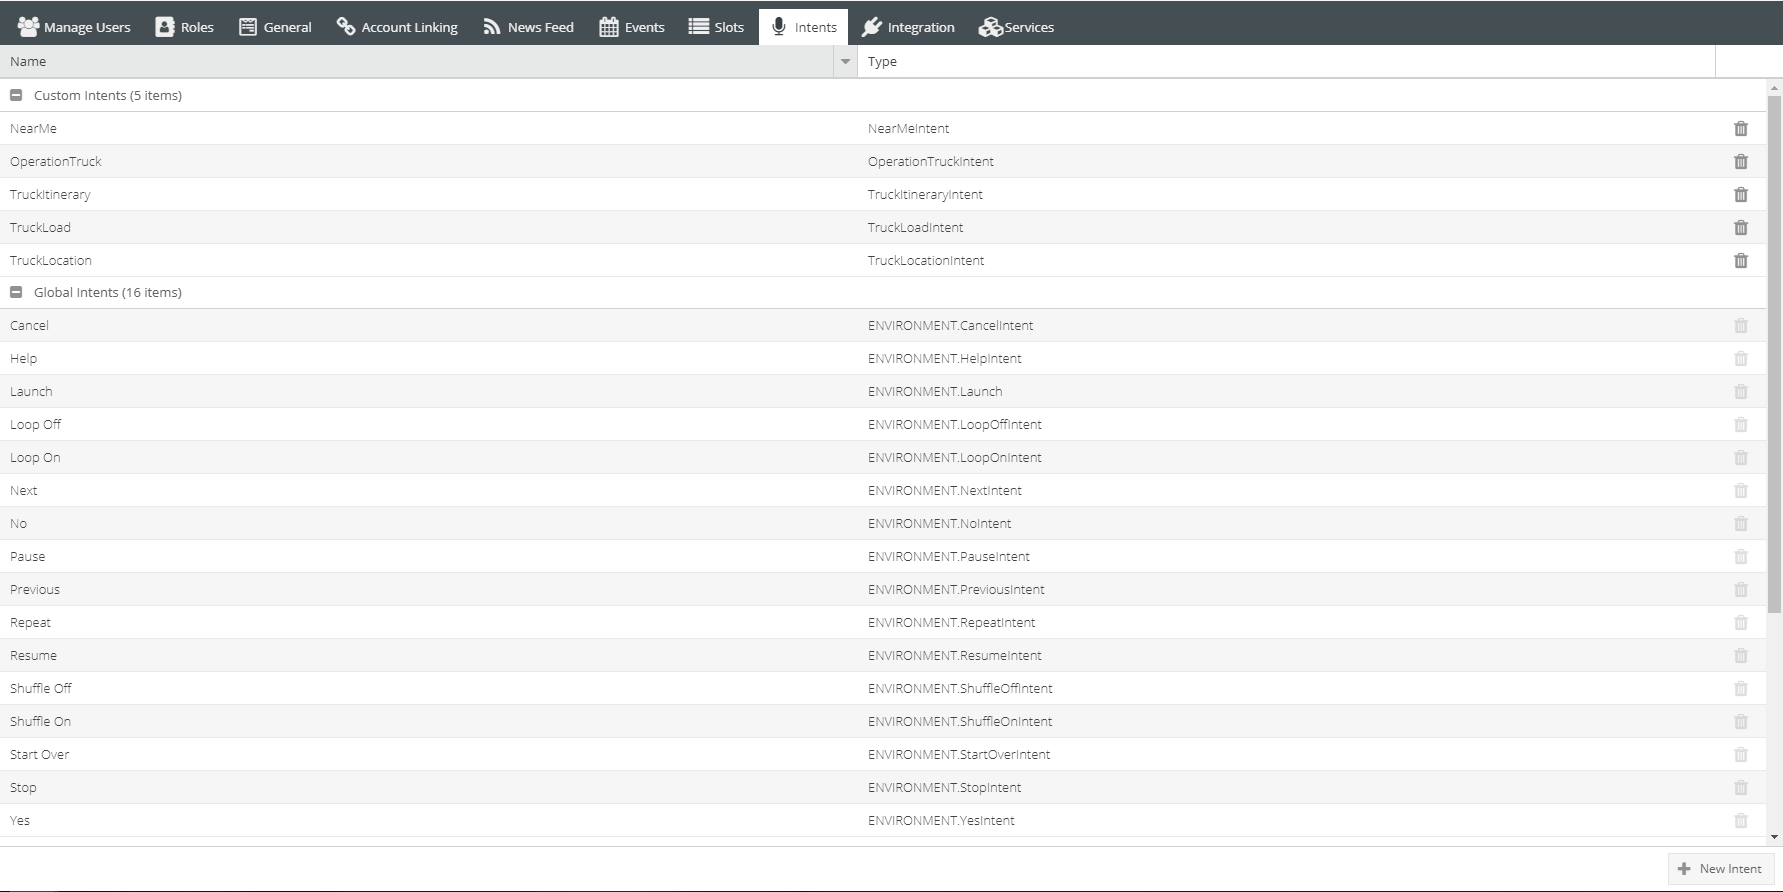 Manage Users Roles General Account Linking News Feed Events Slots Intents Integration Services
Name Type
Custom Intents (5 items)
NearMe NearMeIntent
OperationTruck OperationTruckIntent
TruckItinerary TruckItineraryIntent
TruckLoad TruckLoadIntent
TruckLocation TruckLocationIntent
Global Intents (16 items)
Cancel ENVIRONMENT.CancelIntent
Help ENVIRONMENT.HelpIntent
Launch ENVIRONMENT.Launch
Loop Off ENVIRONMENT.LoopOffIntent
Loop On ENVIRONMENT.LoopOnIntent
Next ENVIRONMENT.NextIntent
No ENVIRONMENT.NoIntent
Pause ENVIRONMENT.PauseIntent
Previous ENVIRONMENT.PreviousIntent
Repeat ENVIRONMENT.RepeatIntent
Resume ENVIRONMENT.ResumeIntent
Shuffle Off ENVIRONMENT.ShuffleOffIntent
Shuffle On ENVIRONMENT.ShuffleOnIntent
Start Over ENVIRONMENT.StartOverIntent
Stop ENVIRONMENT.StopIntent
Yes ENVIRONMENT.YesIntent
New Intent